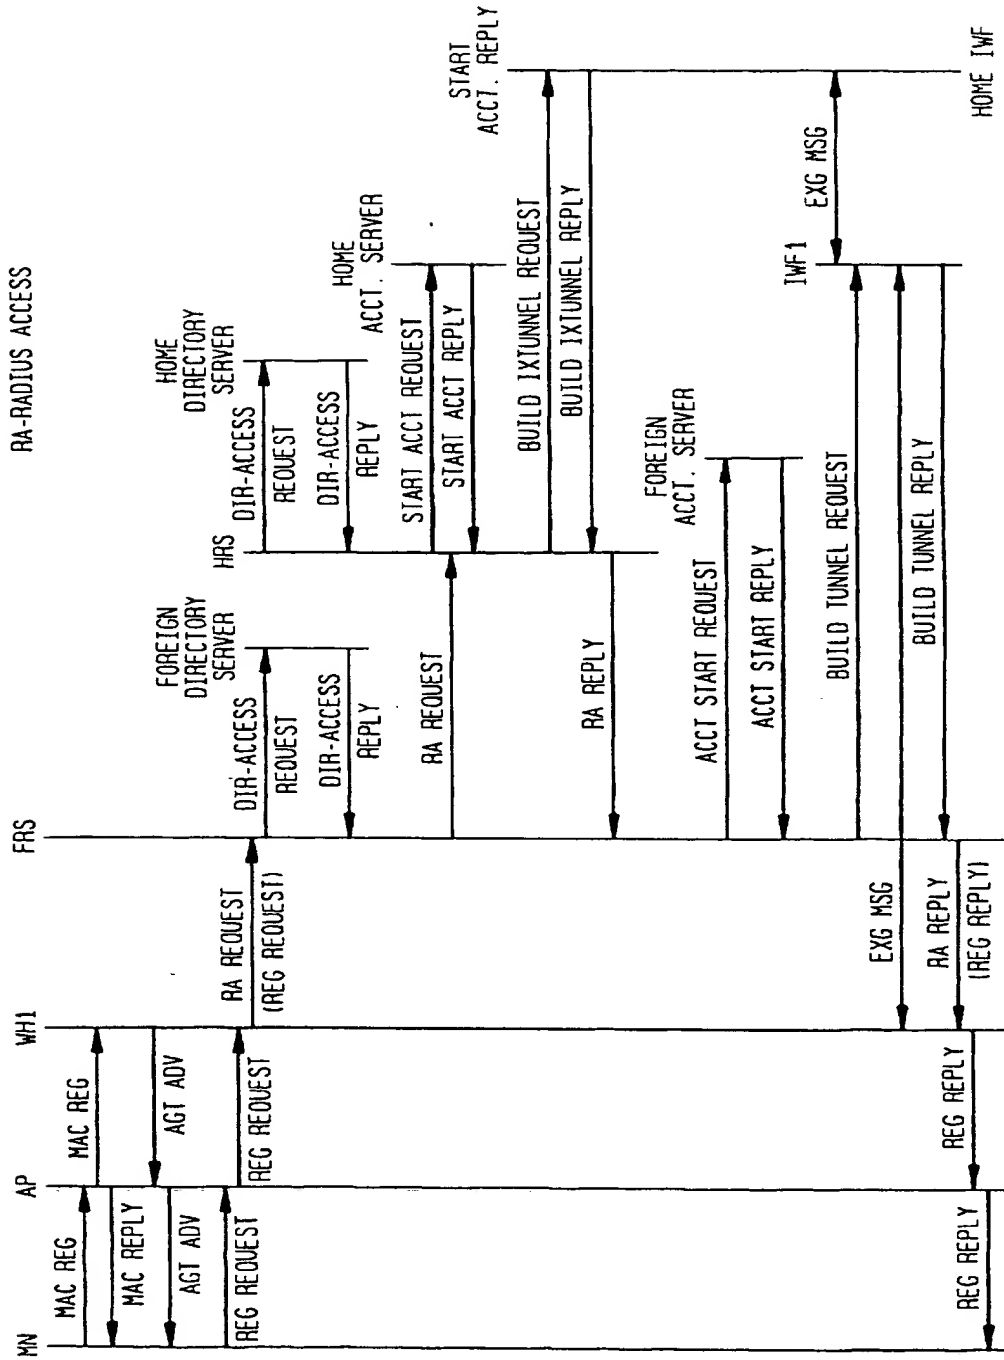 RA-RADIUS ACCESS
MN
AP
WH1
FRS
FOREIGN
DIRECTORY
SERVER
HRS
HOME
DIRECTORY
SERVER
HOME
ACCT. SERVER
START
ACCT. REPLY
MAC REG
MAC REG
MAC REPLY
AGT ADV
AGT ADV
REG REQUEST
REG REQUEST
RA REQUEST
(REG REQUEST)
DIR-ACCESS
REQUEST
DIR-ACCESS
REPLY
RA REQUEST
DIR-ACCESS
REQUEST
DIR-ACCESS
REPLY
START ACCT REQUEST
START ACCT REPLY
BUILD IXTUNNEL REQUEST
BUILD IXTUNNEL REPLY
RA REPLY
FOREIGN
ACCT. SERVER
ACCT START REQUEST
ACCT START REPLY
IWF1
BUILD TUNNEL REQUEST
EXG MSG
EXG MSG
BUILD TUNNEL REPLY
RA REPLY
(REG REPLY)
REG REPLY
REG REPLY
HOME IWF